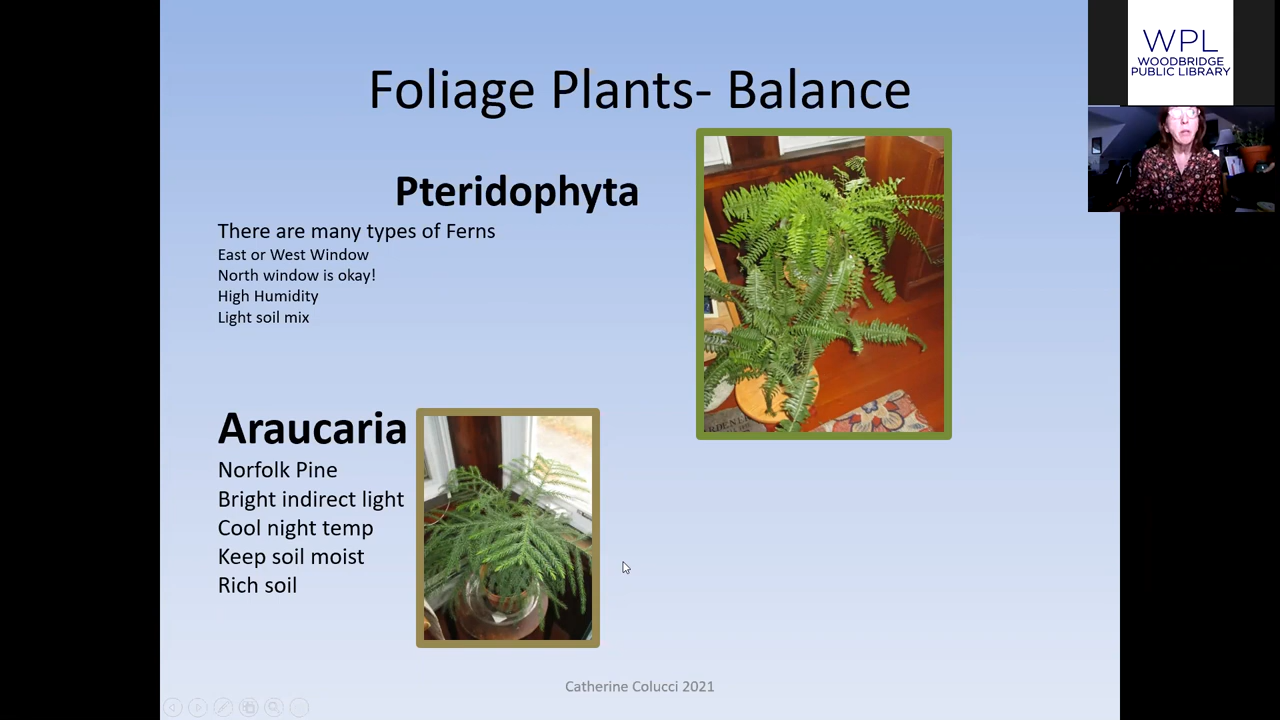 Foliage Plants- Balance
Pteridophyta
There are many types of Ferns
East or West Window
North window is okay!
High Humidity
Light soil mix
Araucaria
Norfolk Pine
Bright indirect light
Cool night temp
Keep soil moist
Rich soil
Catherine Colucci 2021
WPL
WOODBRIDGE
PUBLIC LIBRARY